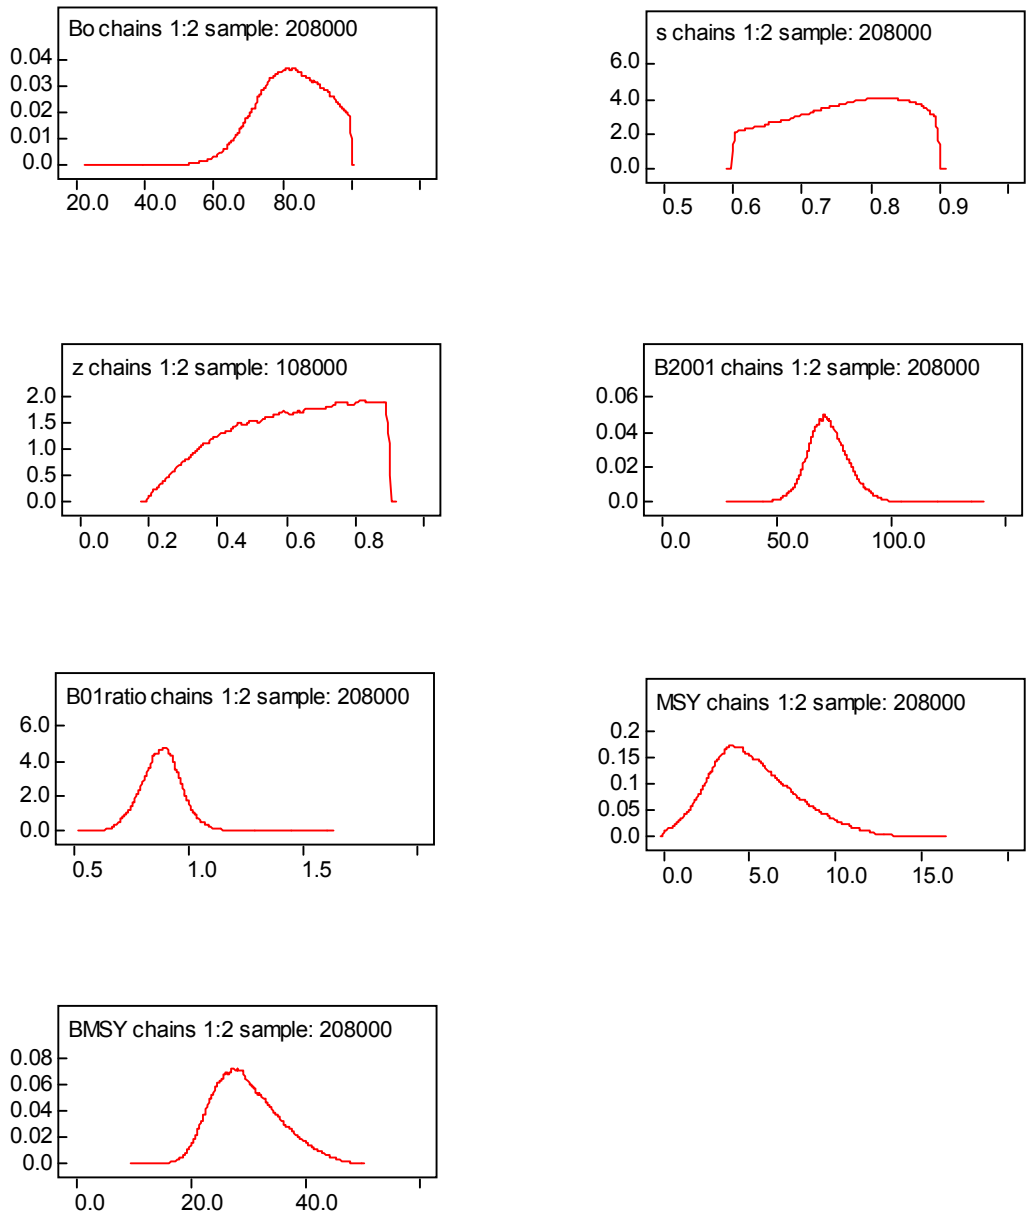 Bo chains 1:2 sample: 208000
0.04
0.03
0.02
0.01
0.0
20.0 40.0 60.0 80.0
s chains 1:2 sample: 208000
6.0
4.0
2.0
0.0
0.5 0.6 0.7 0.8 0.9
z chains 1:2 sample: 108000
2.0
1.5
1.0
0.5
0.0
0.0 0.2 0.4 0.6 0.8
B2001 chains 1:2 sample: 208000
0.06
0.04
0.02
0.0
0.0 50.0 100.0
B01ratio chains 1:2 sample: 208000
6.0
4.0
2.0
0.0
0.5 1.0 1.5
MSY chains 1:2 sample: 208000
0.2
0.15
0.1
0.05
0.0
0.0 5.0 10.0 15.0
BMSY chains 1:2 sample: 208000
0.08
0.06
0.04
0.02
0.0
0.0 20.0 40.0